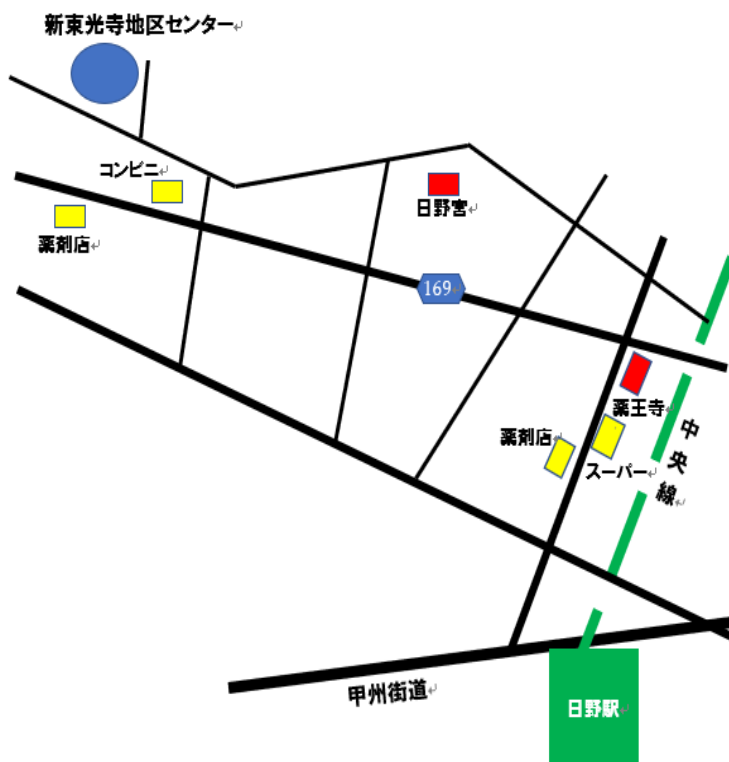 新東光寺地区センター
コンビニ
薬剤店
日野宮
169
薬王寺
薬剤店
スーパー
中央線
甲州街道
日野駅